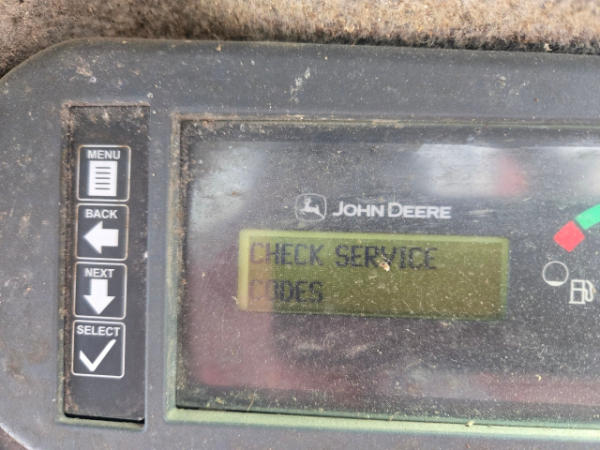 MENU
BACK
NEXT
SELECT
JOHN DEERE
CHECK SERVICE
CODES